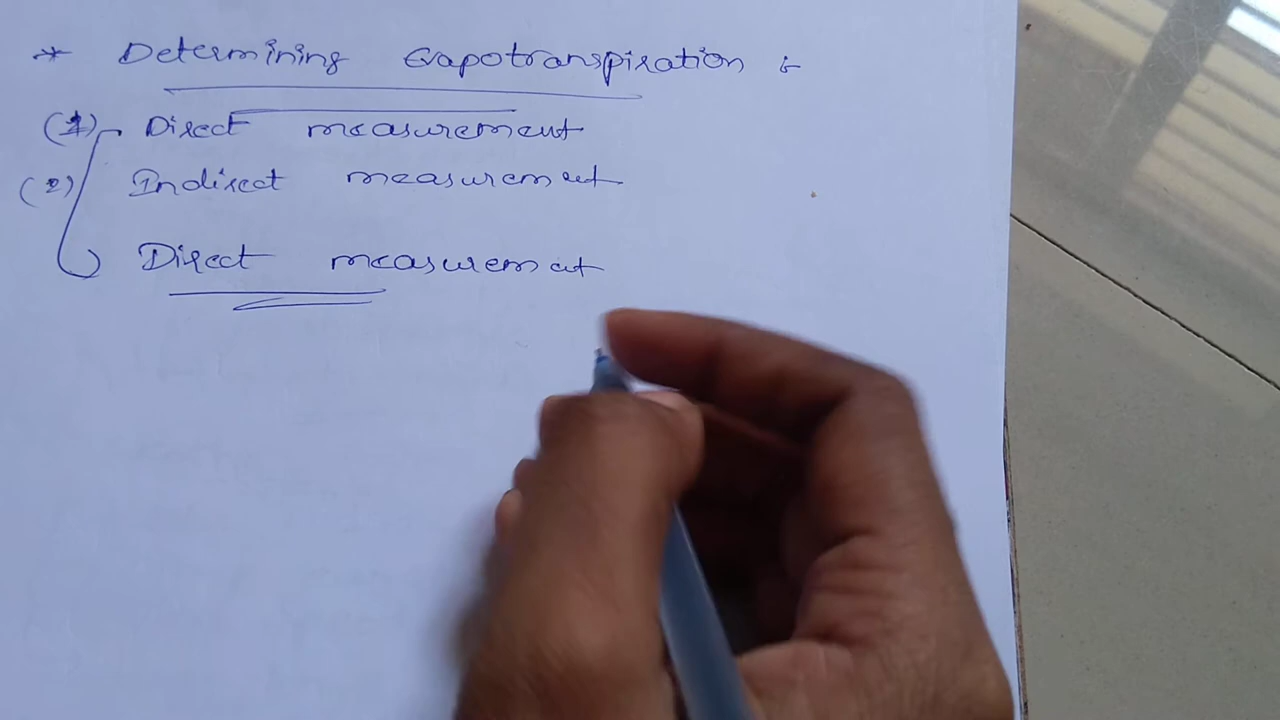 * Determining Evapotranspiration :-
(1) Direct measurement
(2) Indirect measurement
Direct measurement